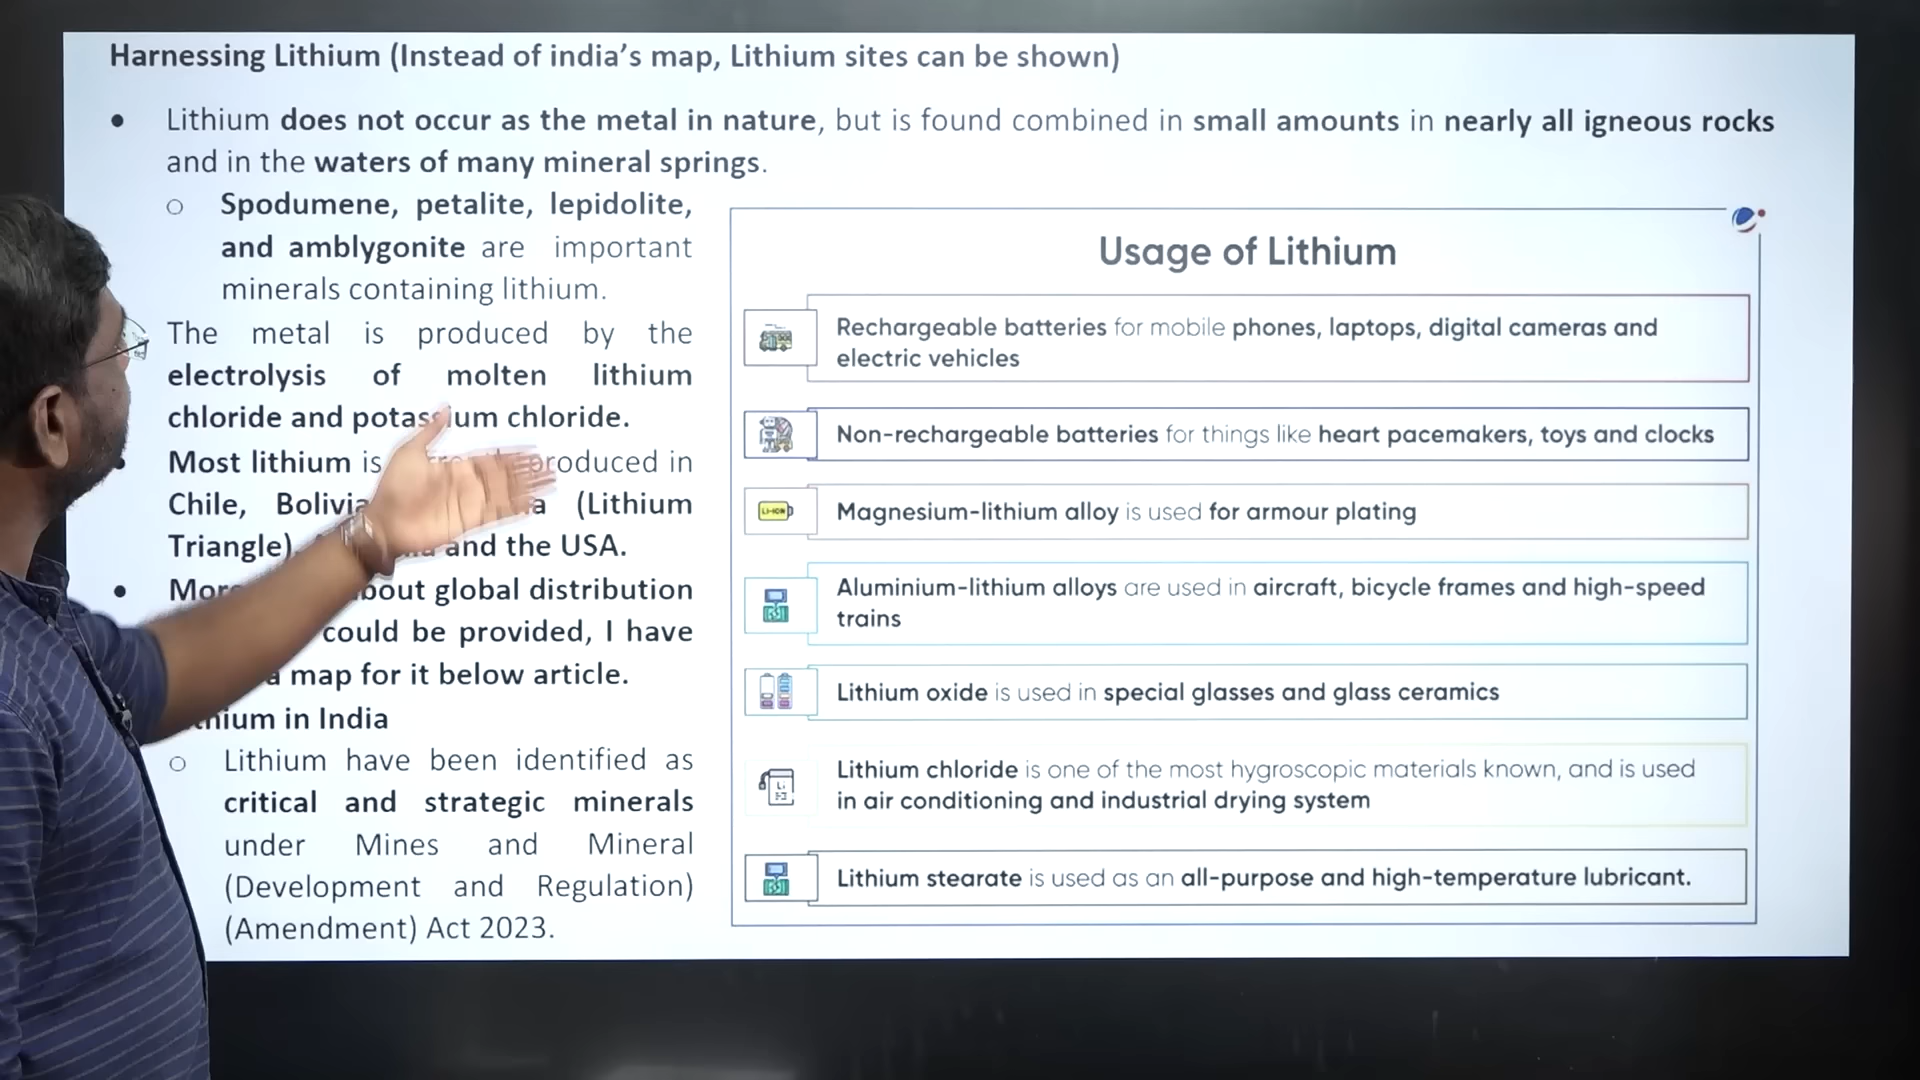 Harnessing Lithium (Instead of india's map, Lithium sites can be shown)
• Lithium does not occur as the metal in nature, but is found combined in small amounts in nearly all igneous rocks
and in the waters of many mineral springs.
○ Spodumene, petalite, lepidolite,
and amblygonite are important
minerals containing lithium.
The metal is produced by the
electrolysis of molten lithium
chloride and potassium chloride.
• Most lithium is produced in
Chile, Bolivia (Lithium
Triangle), and the USA.
• about global distribution
could be provided, I have
a map for it below article.
Lithium in India
○ Lithium have been identified as
critical and strategic minerals
under Mines and Mineral
(Development and Regulation)
(Amendment) Act 2023.
Usage of Lithium
Rechargeable batteries for mobile phones, laptops, digital cameras and
electric vehicles
Non-rechargeable batteries for things like heart pacemakers, toys and clocks
LI-ION
Magnesium-lithium alloy is used for armour plating
Aluminium-lithium alloys are used in aircraft, bicycle frames and high-speed
trains
Lithium oxide is used in special glasses and glass ceramics
Li
Lithium chloride is one of the most hygroscopic materials known, and is used
in air conditioning and industrial drying system
Lithium stearate is used as an all-purpose and high-temperature lubricant.